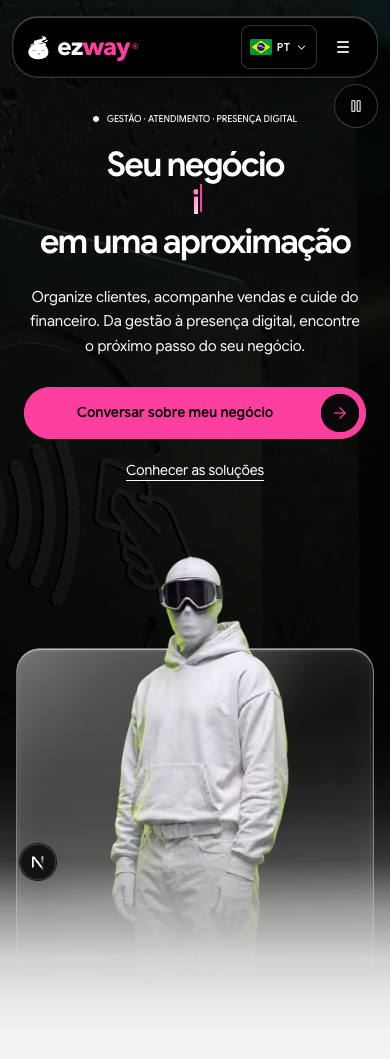 ezway®
PT
GESTÃO · ATENDIMENTO · PRESENÇA DIGITAL
Seu negócio
i
em uma aproximação
Organize clientes, acompanhe vendas e cuide do
financeiro. Da gestão à presença digital, encontre
o próximo passo do seu negócio.
Conversar sobre meu negócio
Conhecer as soluções
N